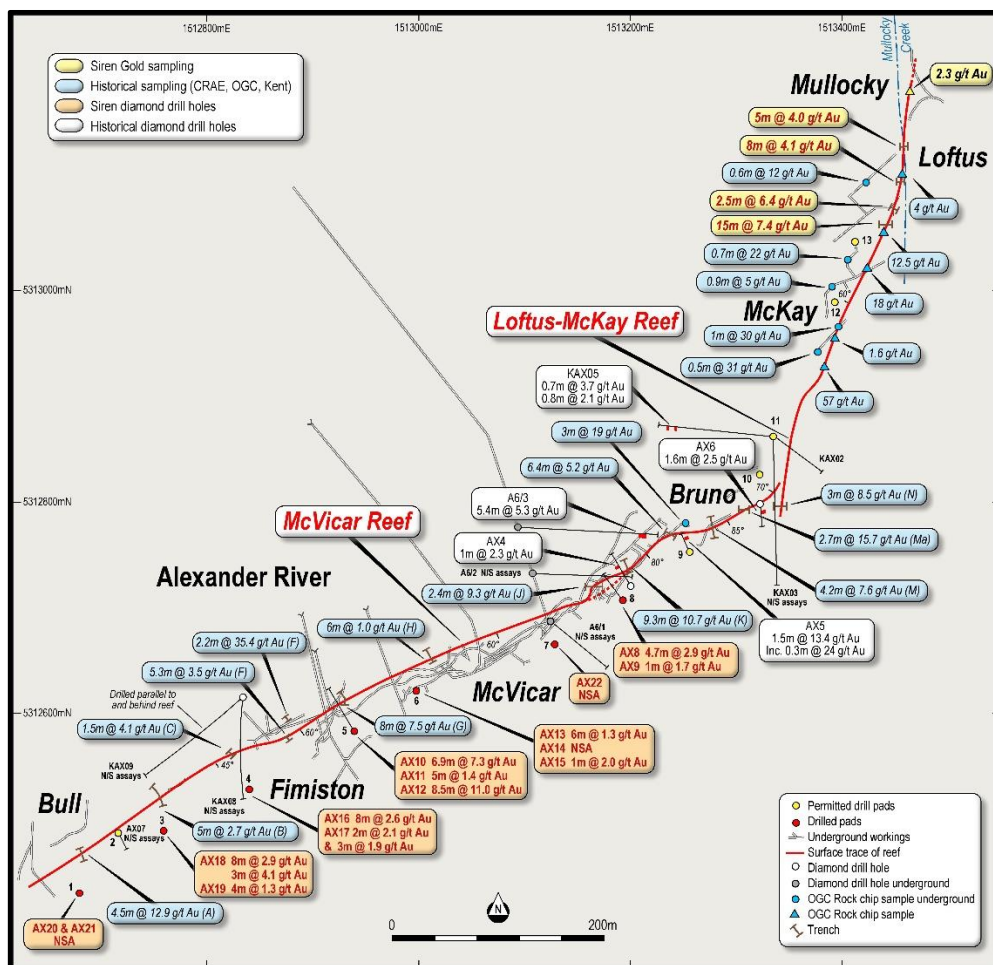 1512800mE
1513000mE
1513200mE
1513400mE
Siren Gold sampling
Historical sampling (CRAE, OGC, Kent)
Siren diamond drill holes
Historical diamond drill holes
Mullocky
Creek
Mullocky
2.3 g/t Au
5m @ 4.0 g/t Au
8m @ 4.1 g/t Au
Loftus
0.6m @ 12 g/t Au
4 g/t Au
2.5m @ 6.4 g/t Au
15m @ 7.4 g/t Au
13
12.5 g/t Au
0.7m @ 22 g/t Au
5313000mN
0.9m @ 5 g/t Au
60°
18 g/t Au
McKay
12
Loftus-McKay Reef
1m @ 30 g/t Au
1.6 g/t Au
0.5m @ 31 g/t Au
57 g/t Au
KAX05
0.7m @ 3.7 g/t Au
0.8m @ 2.1 g/t Au
11
3m @ 19 g/t Au
AX6
1.6m @ 2.5 g/t Au
KAX02
6.4m @ 5.2 g/t Au
10
70°
Bruno
5312800mN
A6/3
5.4m @ 5.3 g/t Au
3m @ 8.5 g/t Au (N)
McVicar Reef
85°
2.7m @ 15.7 g/t Au (Ma)
AX4
1m @ 2.3 g/t Au
9
80°
A6/2 N/S assays
Alexander River
KAX03
N/S assays
4.2m @ 7.6 g/t Au (M)
2.4m @ 9.3 g/t Au (J)
8
9.3m @ 10.7 g/t Au (K)
AX5
1.5m @ 13.4 g/t Au
Inc. 0.3m @ 24 g/t Au
6m @ 1.0 g/t Au (H)
A6/1
N/S assays
2.2m @ 35.4 g/t Au (F)
60°
7
AX8 4.7m @ 2.9 g/t Au
AX9 1m @ 1.7 g/t Au
5.3m @ 3.5 g/t Au (F)
McVicar
AX22
NSA
Drilled parallel to
and behind reef
6
5312600mN
1.5m @ 4.1 g/t Au (C)
60°
5
8m @ 7.5 g/t Au (G)
AX13 6m @ 1.3 g/t Au
AX14 NSA
AX15 1m @ 2.0 g/t Au
KAX09
N/S assays
45°
AX10 6.9m @ 7.3 g/t Au
AX11 5m @ 1.4 g/t Au
AX12 8.5m @ 11.0 g/t Au
4
Fimiston
Bull
KAX08
N/S assays
AX16 8m @ 2.6 g/t Au
AX17 2m @ 2.1 g/t Au
& 3m @ 1.9 g/t Au
5m @ 2.7 g/t Au (B)
AX07
N/S assays
2
3
AX18 8m @ 2.9 g/t Au
3m @ 4.1 g/t Au
AX19 4m @ 1.3 g/t Au
1
4.5m @ 12.9 g/t Au (A)
AX20 & AX21
NSA
N
0
200m
Permitted drill pads
Drilled pads
Underground workings
Surface trace of reef
Diamond drill hole
Diamond drill hole underground
OGC Rock chip sample underground
OGC Rock chip sample
Trench